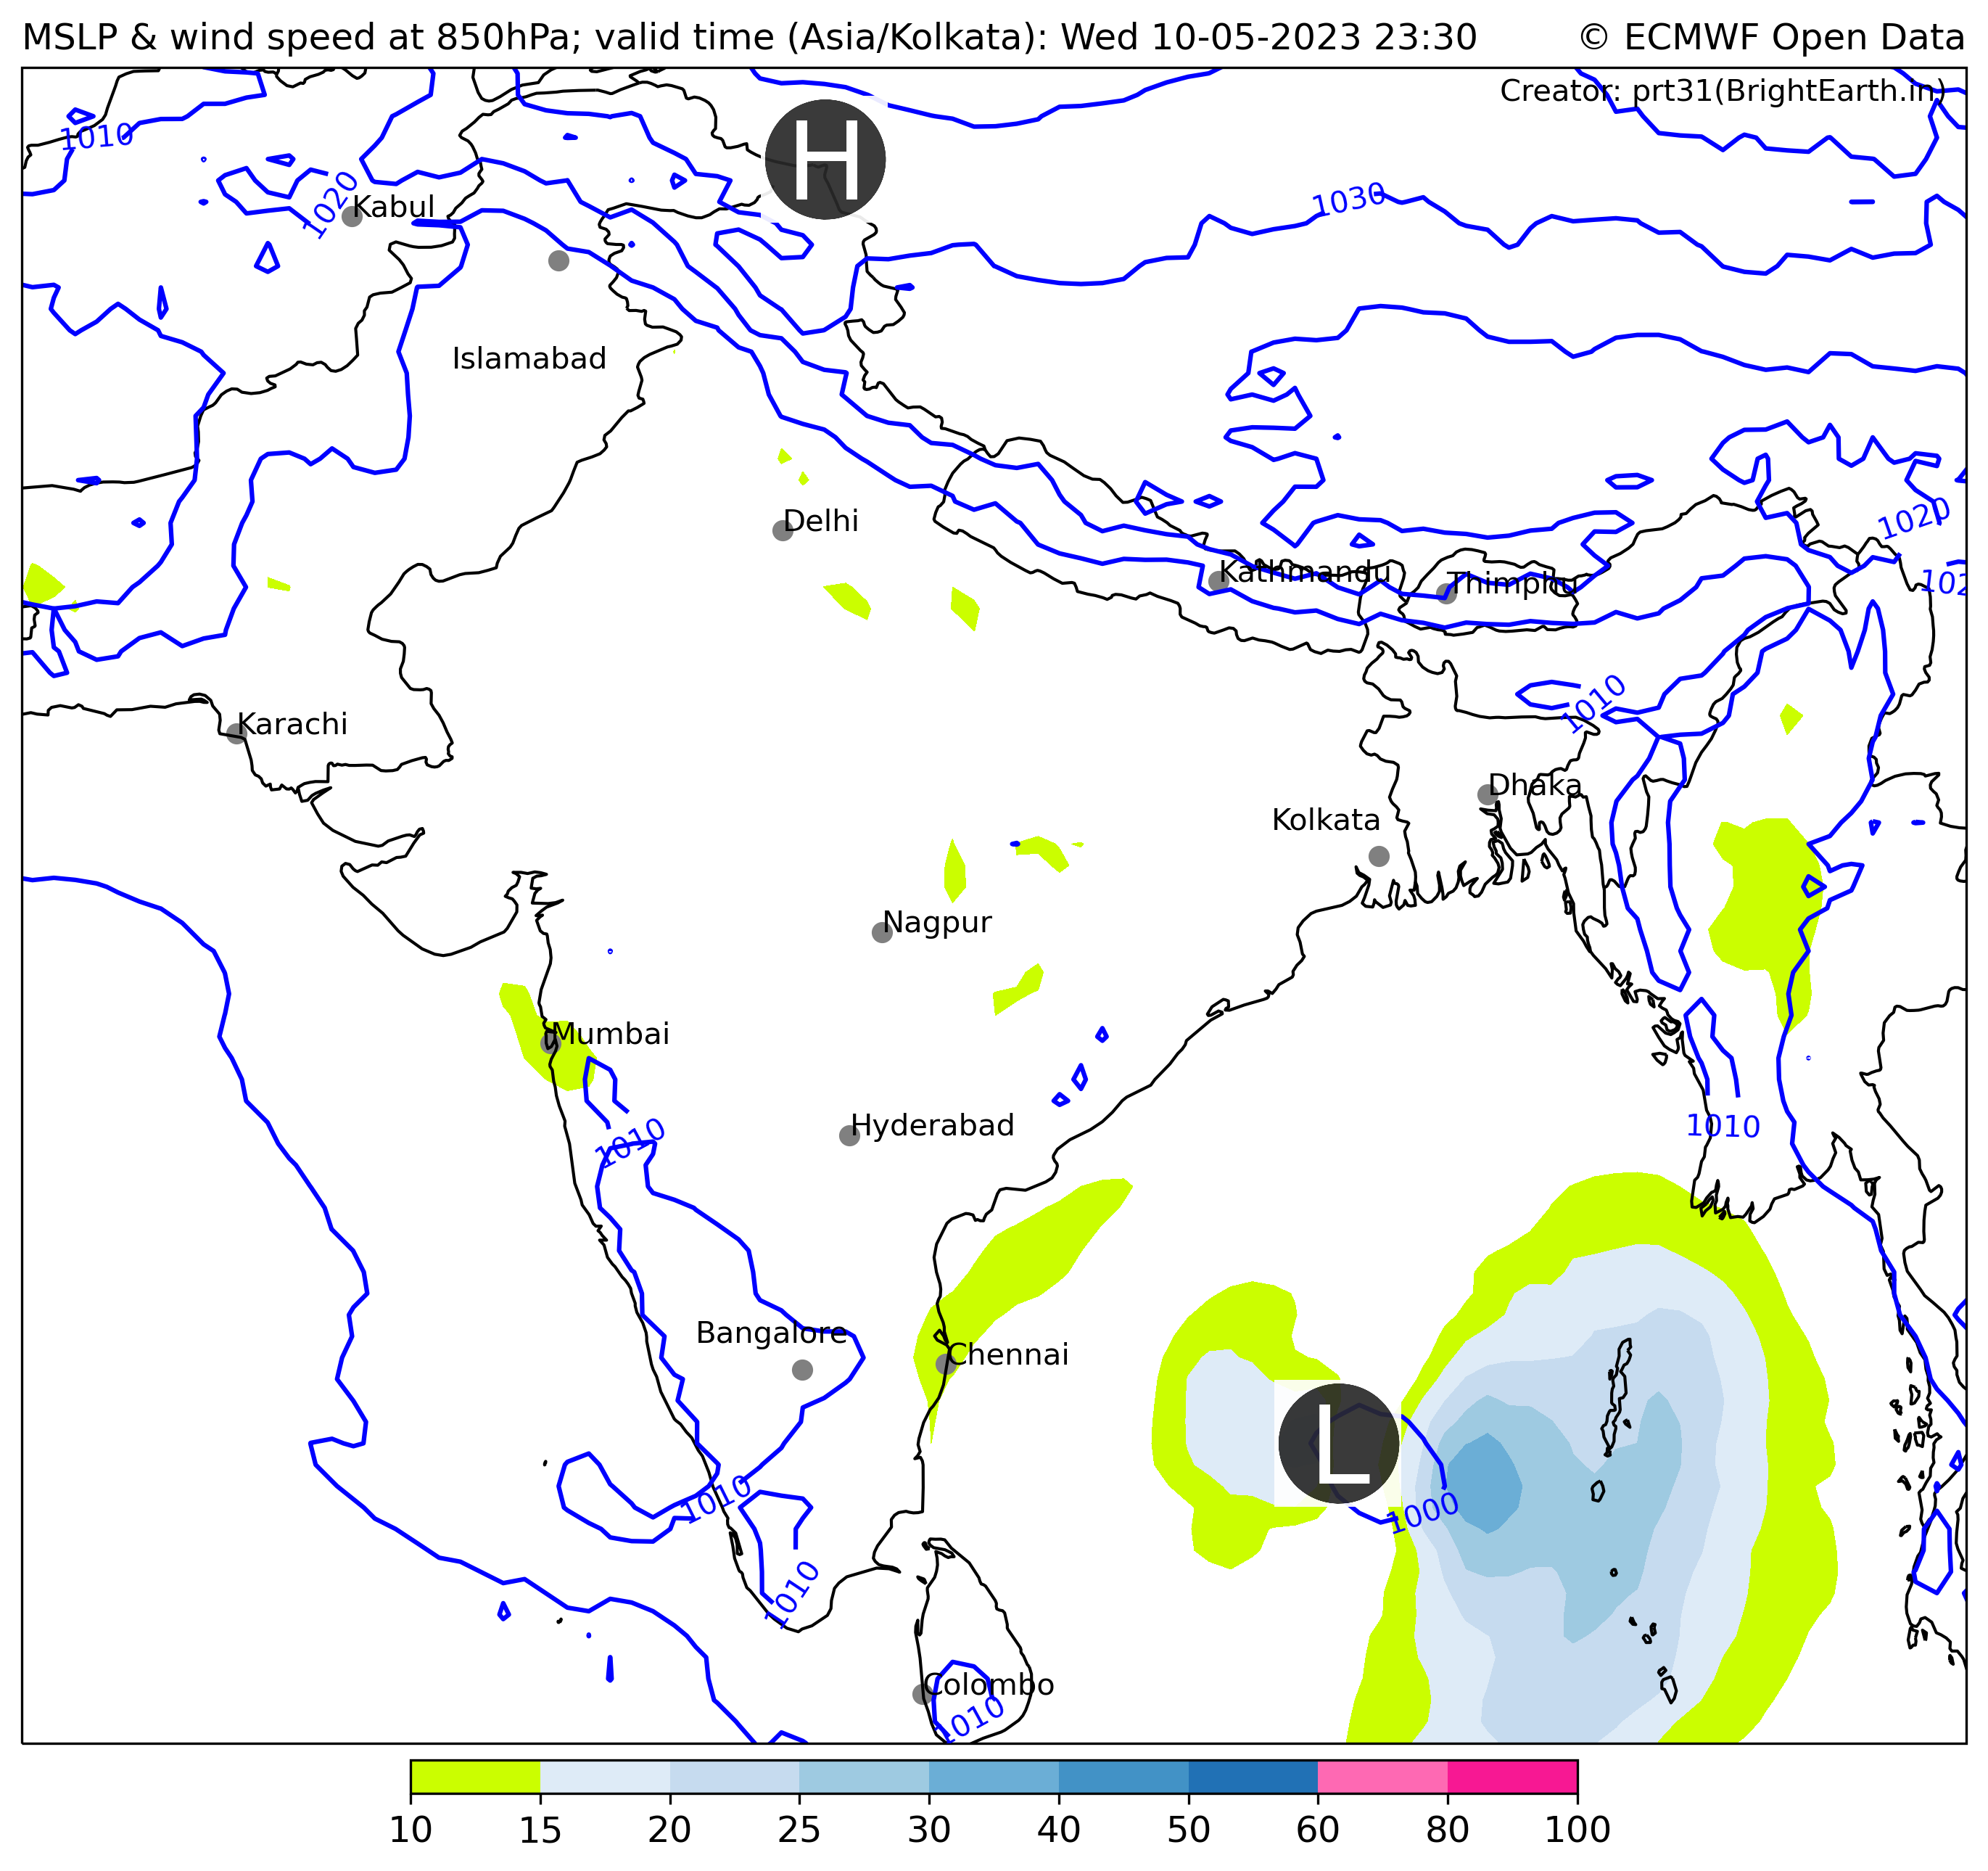 MSLP & wind speed at 850hPa; valid time (Asia/Kolkata): Wed 10-05-2023 23:30 © ECMWF Open Data
Creator: prt31(BrightEarth.in)
1010
H
1030
1020
Kabul
Islamabad
Delhi
1020
Kathmandu
Thimphu
102
1010
Karachi
Dhaka
Kolkata
Nagpur
Mumbai
Hyderabad
1010
1010
Bangalore
Chennai
L
1010
1000
1010
Colombo
1010
10 15 20 25 30 40 50 60 80 100